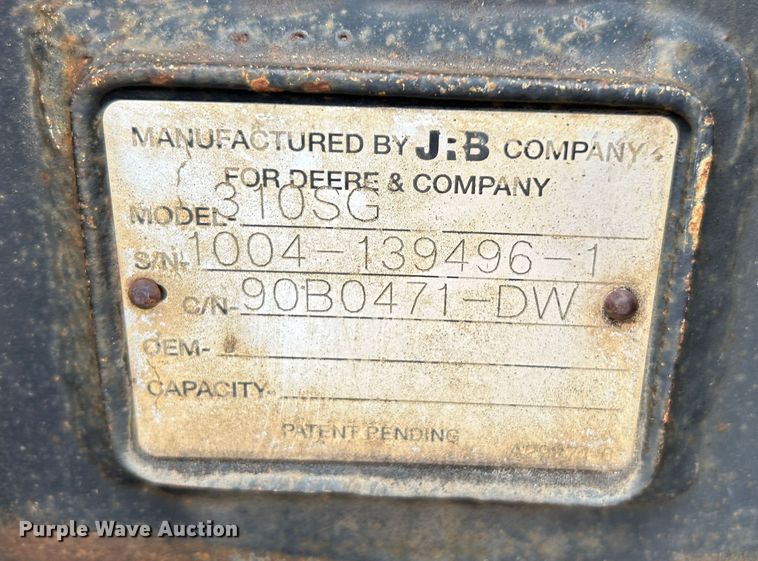 MANUFACTURED BY JRB COMPANY
FOR DEERE & COMPANY
MODEL- 310SG
S/N- 1004-139496-1
C/N- 90B0471-DW
OEM-
CAPACITY-
PATENT PENDING
Purple Wave Auction